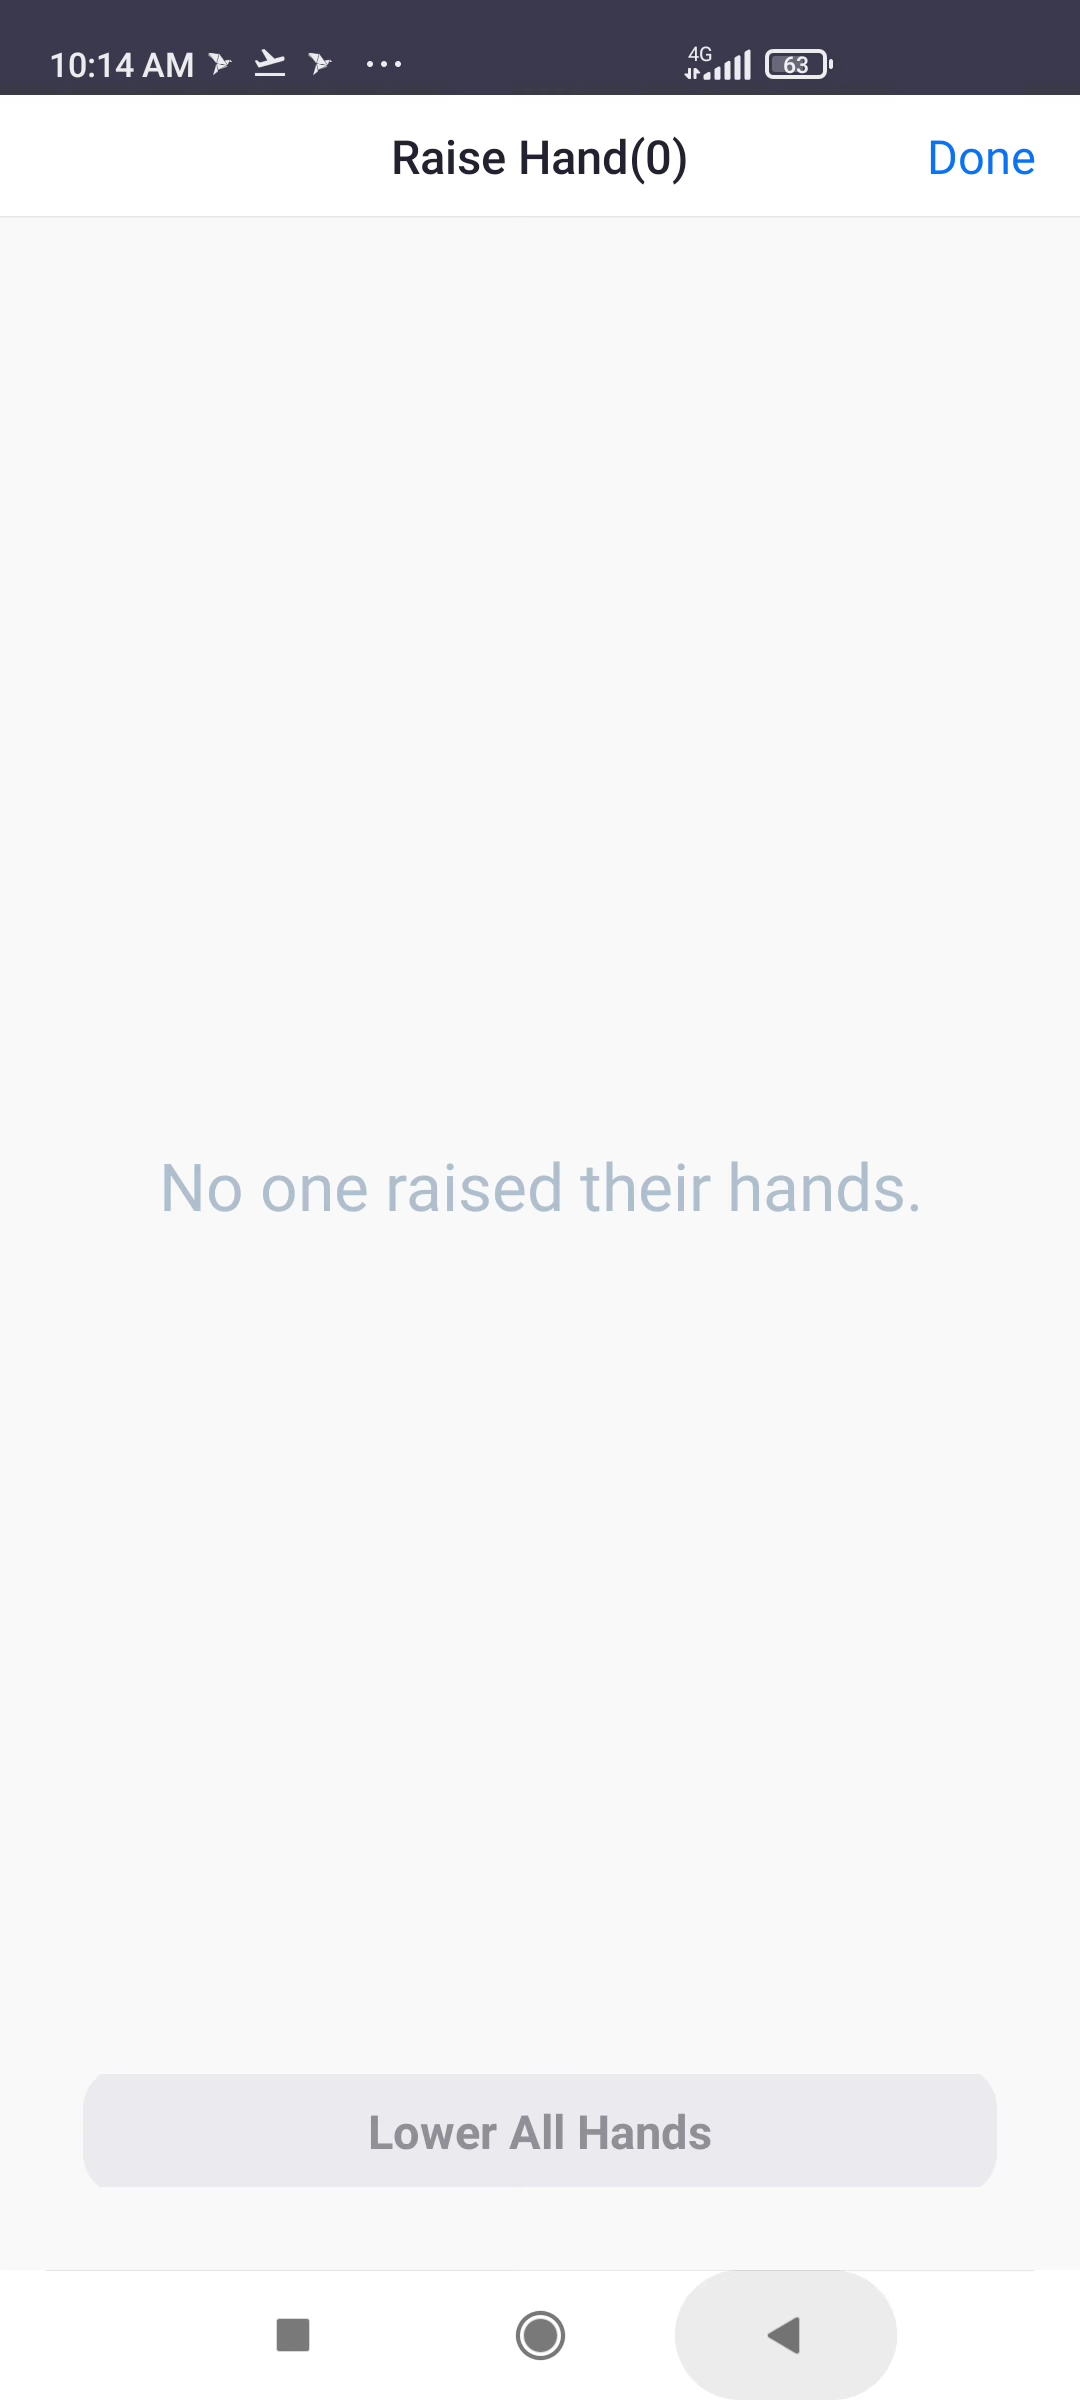 10:14 AM
4G
63
Raise Hand(0)
Done
No one raised their hands.
Lower All Hands